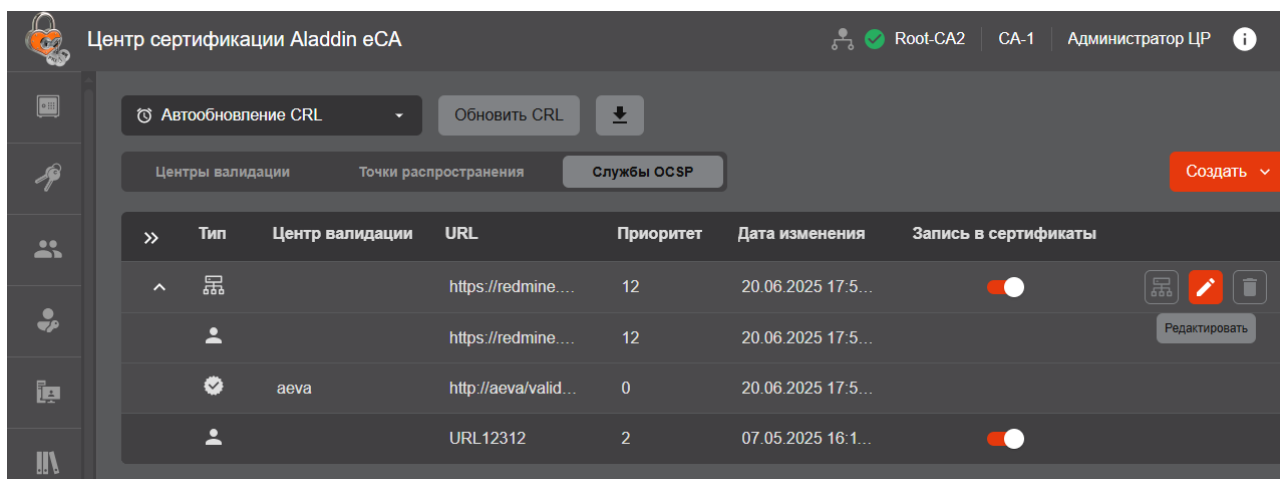 Центр сертификации Aladdin eCA Root-CA2 CA-1 Администратор ЦР
Автообновление CRL Обновить CRL
Центры валидации Точки распространения Службы OCSP Создать
Тип Центр валидации URL Приоритет Дата изменения Запись в сертификаты
https://redmine.... 12 20.06.2025 17:5...
Редактировать
https://redmine.... 12 20.06.2025 17:5...
aeva http://aeva/valid... 0 20.06.2025 17:5...
URL12312 2 07.05.2025 16:1...